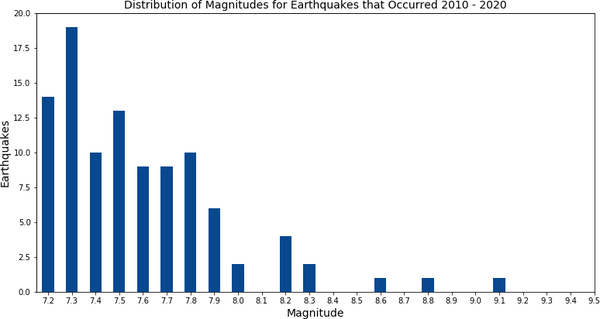 Distribution of Magnitudes for Earthquakes that Occurred 2010 - 2020
20.0
17.5
15.0
12.5
10.0
7.5
5.0
2.5
0.0
Earthquakes
7.2 7.3 7.4 7.5 7.6 7.7 7.8 7.9 8.0 8.1 8.2 8.3 8.4 8.5 8.6 8.7 8.8 8.9 9.0 9.1 9.2 9.3 9.4 9.5
Magnitude